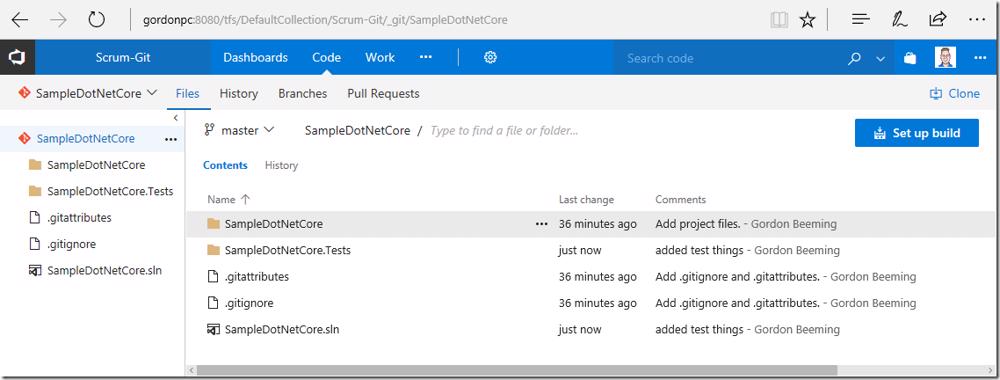 gordonpc:8080/tfs/DefaultCollection/Scrum-Git/_git/SampleDotNetCore
Scrum-Git Dashboards Code Work Search code
SampleDotNetCore Files History Branches Pull Requests Clone
SampleDotNetCore
SampleDotNetCore
SampleDotNetCore.Tests
.gitattributes
.gitignore
SampleDotNetCore.sln
master SampleDotNetCore / Type to find a file or folder... Set up build
Contents History
Name Last change Comments
SampleDotNetCore ... 36 minutes ago Add project files. - Gordon Beeming
SampleDotNetCore.Tests just now added test things - Gordon Beeming
.gitattributes 36 minutes ago Add .gitignore and .gitattributes. - Gordon Beeming
.gitignore 36 minutes ago Add .gitignore and .gitattributes. - Gordon Beeming
SampleDotNetCore.sln just now added test things - Gordon Beeming